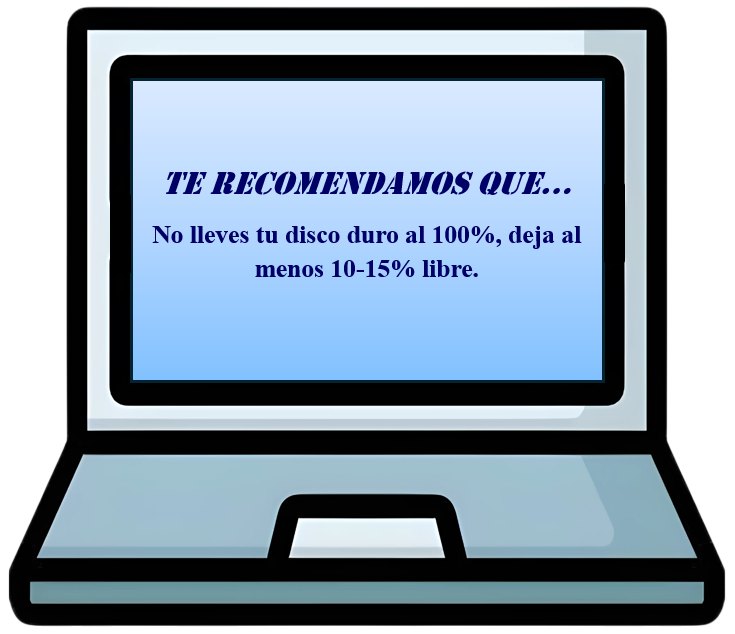 TE RECOMENDAMOS QUE...
No lleves tu disco duro al 100%, deja al
menos 10-15% libre.